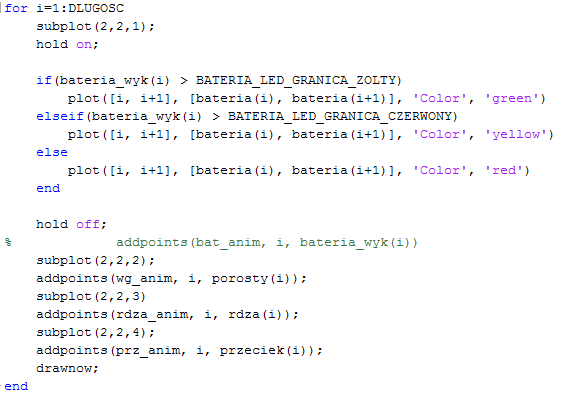 for i=1:DLUGOSC
subplot(2,2,1);
hold on;
if(bateria_wyk(i) > BATERIA_LED_GRANICA_ZOLTY)
plot([i, i+1], [bateria(i), bateria(i+1)], 'Color', 'green')
elseif(bateria_wyk(i) > BATERIA_LED_GRANICA_CZERWONY)
plot([i, i+1], [bateria(i), bateria(i+1)], 'Color', 'yellow')
else
plot([i, i+1], [bateria(i), bateria(i+1)], 'Color', 'red')
end
hold off;
% addpoints(bat_anim, i, bateria_wyk(i))
subplot(2,2,2);
addpoints(wg_anim, i, porosty(i));
subplot(2,2,3)
addpoints(rdza_anim, i, rdza(i));
subplot(2,2,4);
addpoints(prz_anim, i, przeciek(i));
drawnow;
end